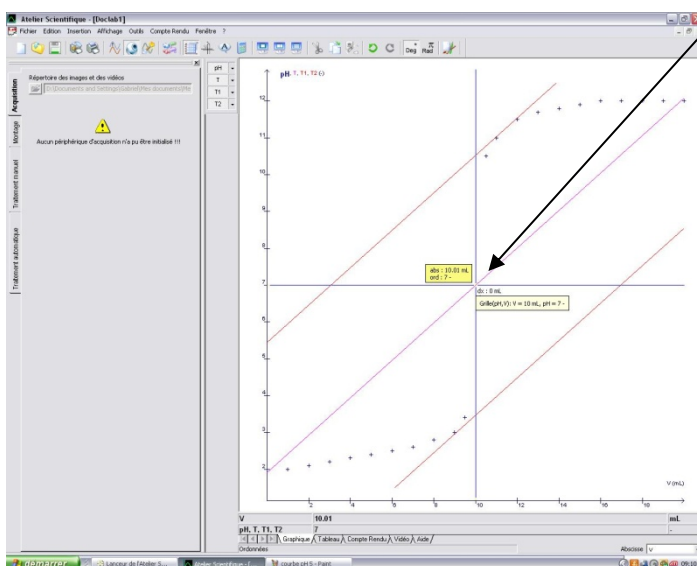 Atelier Scientifique - [Doclab1]
Fichier Edition Insertion Affichage Outils Compte Rendu Fenêtre ?
Deg Rad
pH
T
T1
T2
Acquisition
Montage
Traitement manuel
Traitement automatique
Répertoire des images et des vidéos
Aucun périphérique d'acquisition n'a pu être initialisé !!!
pH, T, T1, T2 (-)
12
11
10
9
8
7
6
5
4
3
2
abs : 10.01 mL
ord : 7 -
dx : 0 mL
Grille(pH,V): V = 10 mL, pH = 7 -
V (mL)
2 4 6 8 10 12 14 16 18
V 10.01 mL
pH, T, T1, T2 7 -
Graphique Tableau Compte Rendu Vidéo Aide
Ordonnées
Abscisse V
démarrer Lanceur de l'Atelier S... Atelier Scientifique - [... courbe pH 5 - Paint